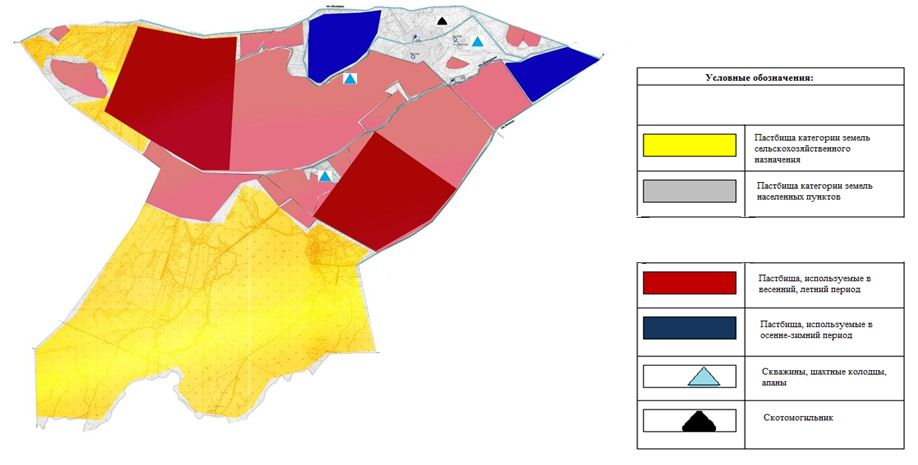 Условные обозначения:
Пастбища категории земель
сельскохозяйственного
назначения
Пастбища категории земель
населенных пунктов
Пастбища, используемые в
весенний, летний период
Пастбища, используемые в
осенне-зимний период
Скважины, шахтные колодцы,
апаны
Скотомогильник